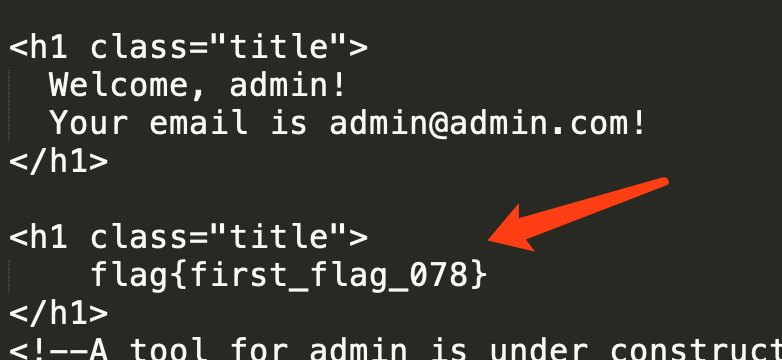 <h1 class="title">
Welcome, admin!
Your email is admin@admin.com!
</h1>
<h1 class="title">
flag{first_flag_078}
</h1>
<!--A tool for admin is under